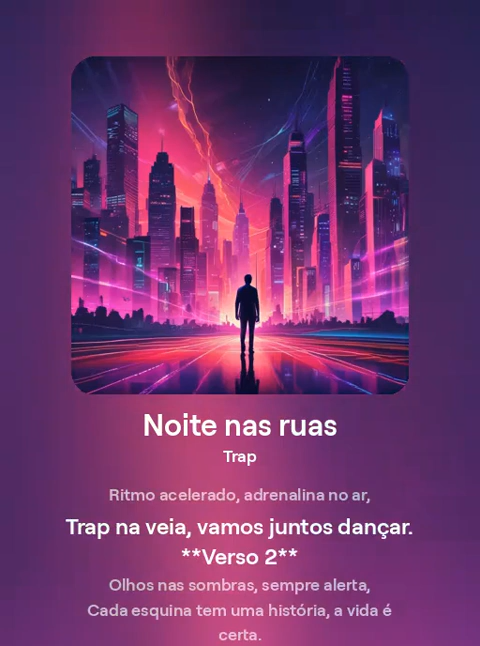 Noite nas ruas
Trap
Ritmo acelerado, adrenalina no ar,
Trap na veia, vamos juntos dançar.
**Verso 2**
Olhos nas sombras, sempre alerta,
Cada esquina tem uma história, a vida é
certa.